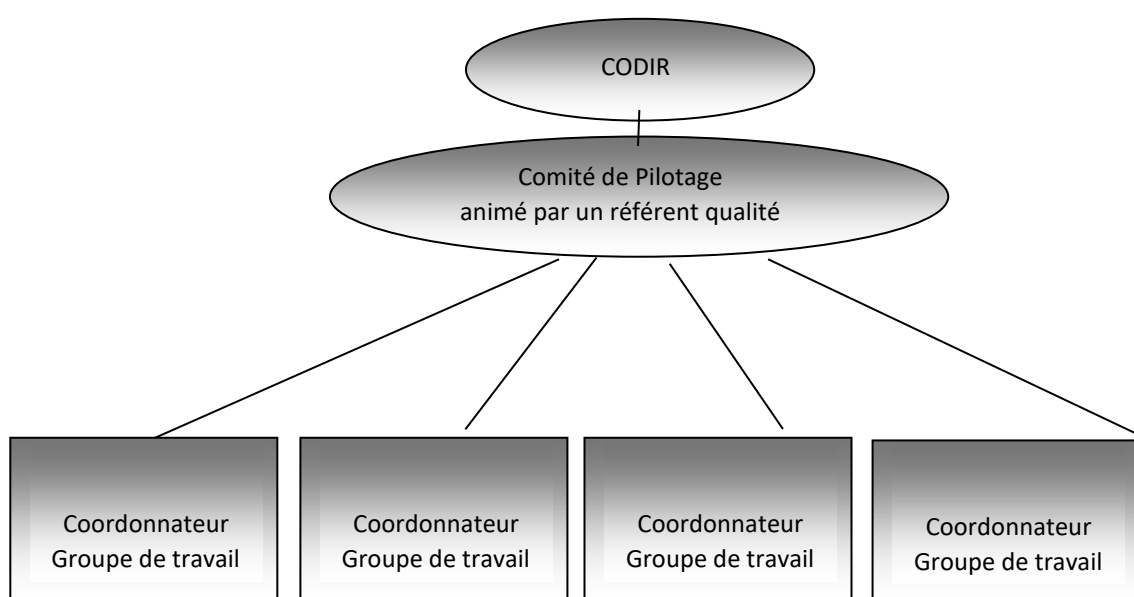 CODIR
Comité de Pilotage
animé par un référent qualité
Coordonnateur
Groupe de travail
Coordonnateur
Groupe de travail
Coordonnateur
Groupe de travail
Coordonnateur
Groupe de travail